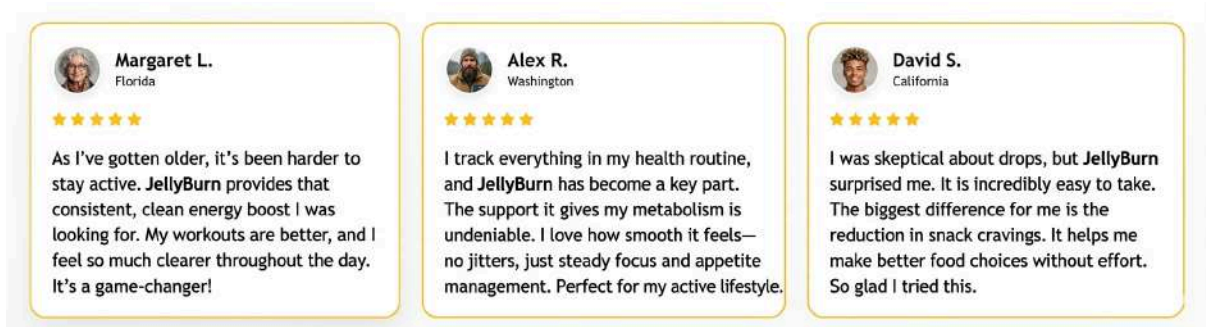 Margaret L.
Florida
As I've gotten older, it's been harder to
stay active. JellyBurn provides that
consistent, clean energy boost I was
looking for. My workouts are better, and I
feel so much clearer throughout the day.
It's a game-changer!
Alex R.
Washington
I track everything in my health routine,
and JellyBurn has become a key part.
The support it gives my metabolism is
undeniable. I love how smooth it feels—
no jitters, just steady focus and appetite
management. Perfect for my active lifestyle.
David S.
California
I was skeptical about drops, but JellyBurn
surprised me. It is incredibly easy to take.
The biggest difference for me is the
reduction in snack cravings. It helps me
make better food choices without effort.
So glad I tried this.